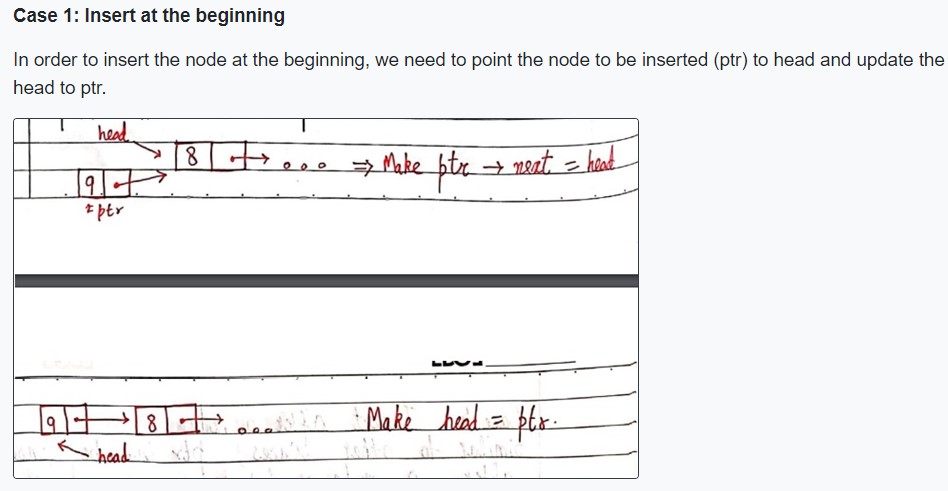 Case 1: Insert at the beginning
In order to insert the node at the beginning, we need to point the node to be inserted (ptr) to head and update the
head to ptr.
head
8 → ... ⇒ Make ptr → next = head
9
ptr
9 → 8 → .... Make head = ptr.
head